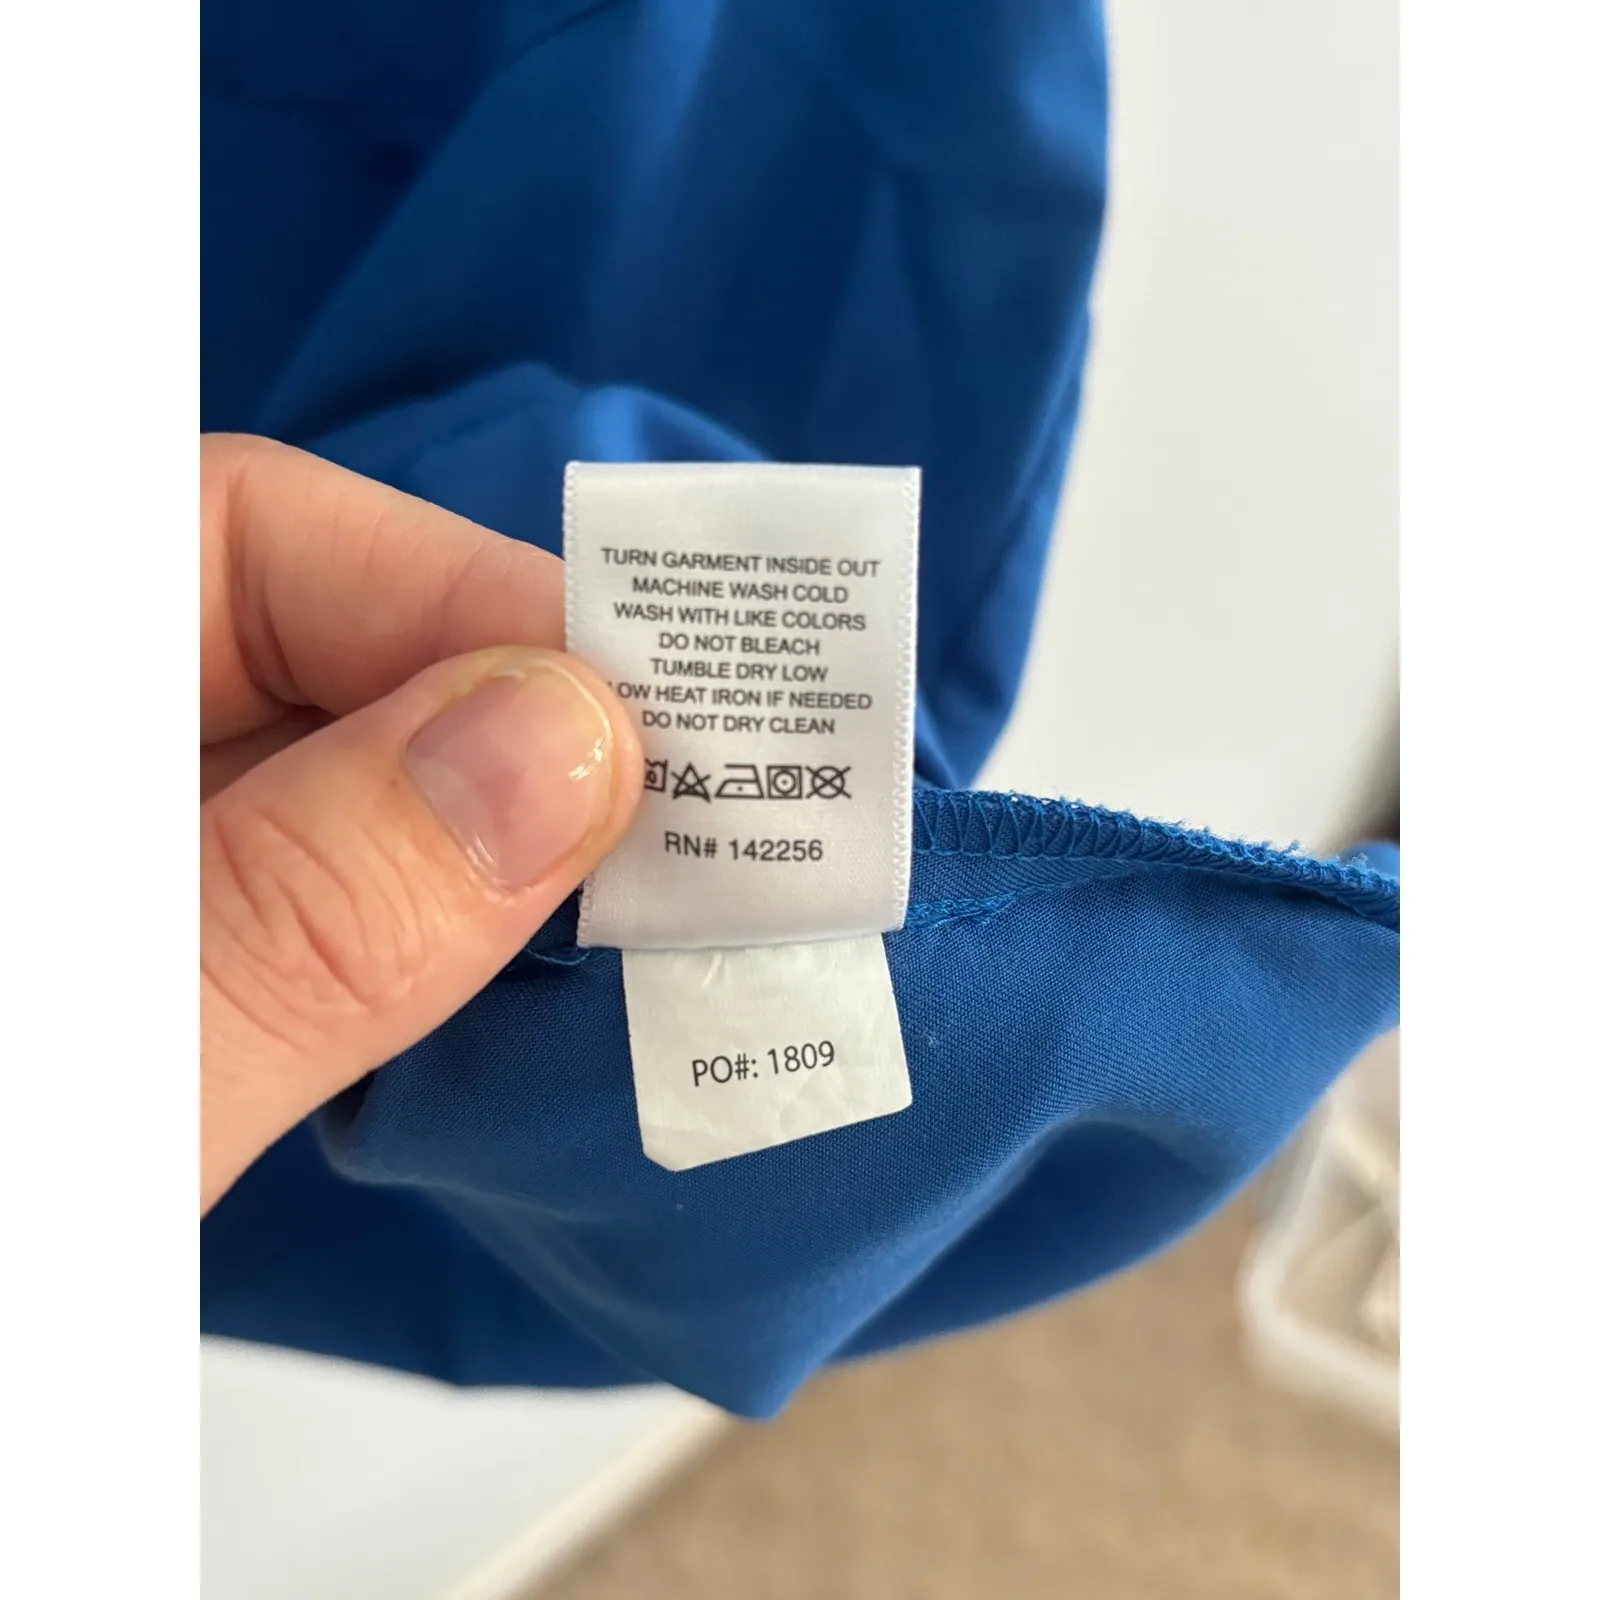 TURN GARMENT INSIDE OUT
MACHINE WASH COLD
WASH WITH LIKE COLORS
DO NOT BLEACH
TUMBLE DRY LOW
LOW HEAT IRON IF NEEDED
DO NOT DRY CLEAN
RN# 142256
PO#: 1809